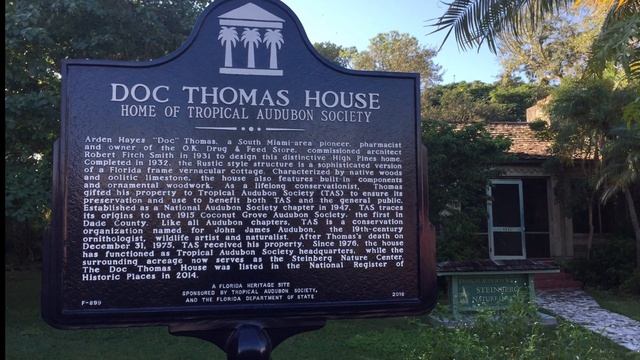 DOC THOMAS HOUSE
HOME OF TROPICAL AUDUBON SOCIETY
Arden Hayes "Doc" Thomas, a South Miami-area pioneer, pharmacist
and owner of the O.K. Drug & Feed Store, commissioned architect
Robert Fitch Smith in 1931 to design this distinctive High Pines home.
Completed in 1932, the Rustic style structure is a sophisticated version
of a Florida frame vernacular cottage. Characterized by native woods
and oolitic limestone, the house also features built-in components
and ornamental woodwork. As a lifelong conservationist, Thomas
gifted his property to Tropical Audubon Society (TAS) to ensure its
preservation and use to benefit both TAS and the general public.
Established as a National Audubon Society chapter in 1947, TAS traces
its origins to the 1915 Coconut Grove Audubon Society, the first in
Dade County. Like all Audubon chapters, TAS is a conservation
organization named for John James Audubon, the 19th-century
ornithologist, wildlife artist and naturalist. After Thomas's death on
December 31, 1975, TAS received his property. Since 1976, the house
has functioned as Tropical Audubon Society headquarters, while the
surrounding acreage now serves as the Steinberg Nature Center.
The Doc Thomas House was listed in the National Register of
Historic Places in 2014.
A FLORIDA HERITAGE SITE
SPONSORED BY TROPICAL AUDUBON SOCIETY,
AND THE FLORIDA DEPARTMENT OF STATE
F-899 2016
STEINBERG
NATURE CENTER